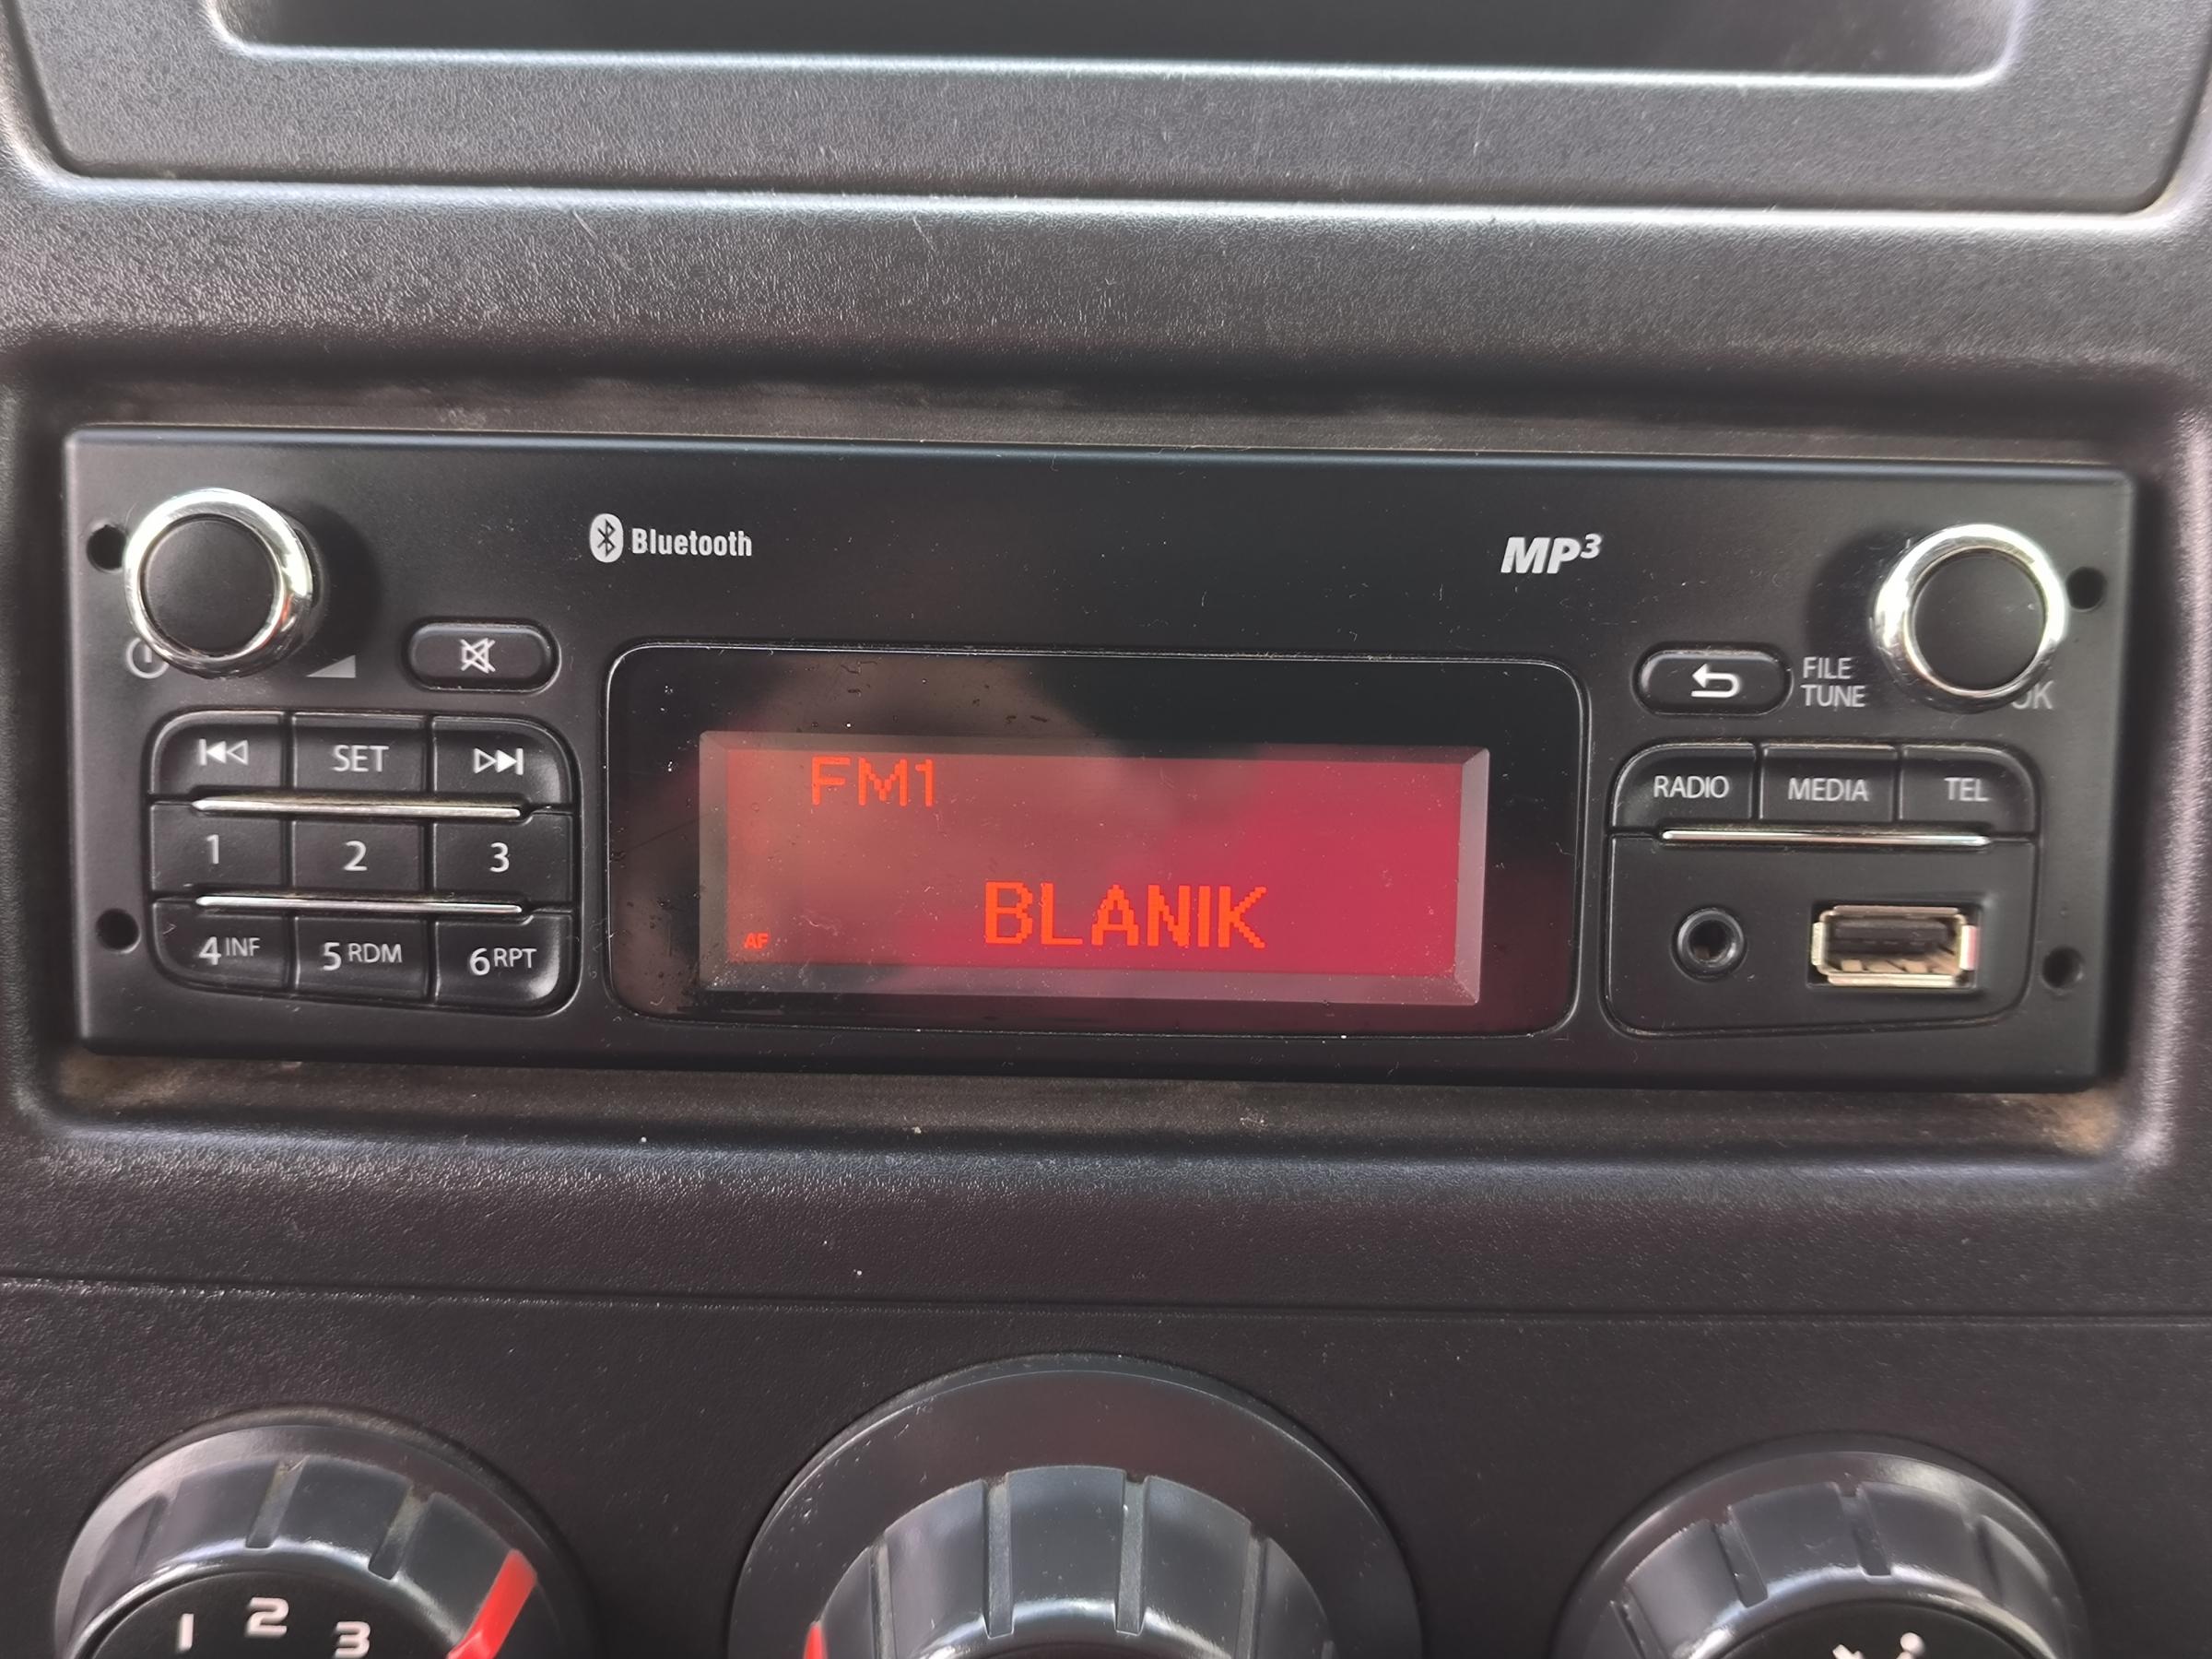 Bluetooth
MP3
FILE
TUNE
OK
SET
RADIO
MEDIA
TEL
FM1
1
2
3
BLANIK
AF
4 INF
5 RDM
6 RPT
1 2 3